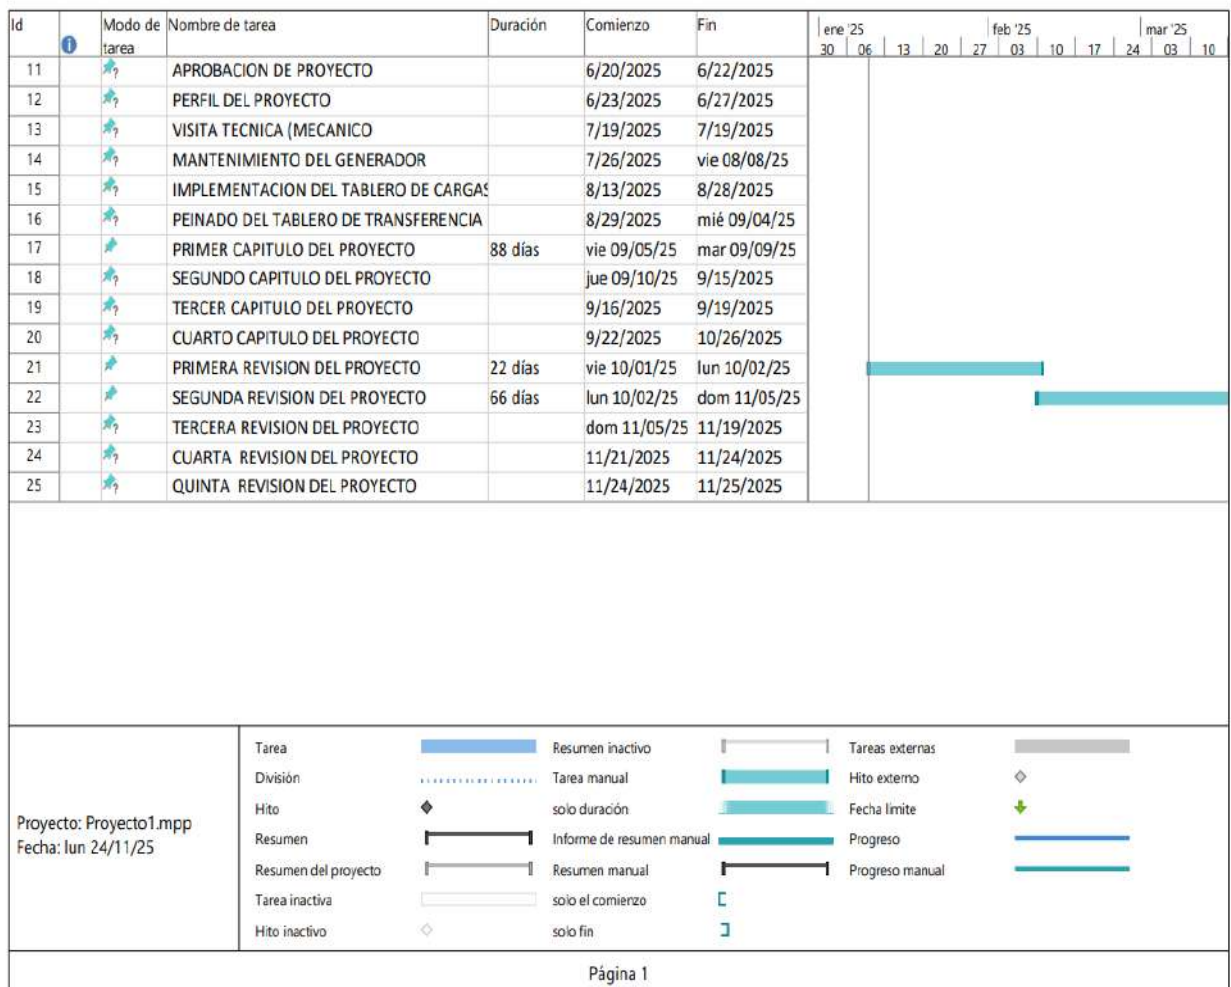 Id Modo de tarea Nombre de tarea Duración Comienzo Fin ene '25 feb '25 mar '25
30 06 13 20 27 03 10 17 24 03 10
11 ? APROBACION DE PROYECTO 6/20/2025 6/22/2025
12 ? PERFIL DEL PROYECTO 6/23/2025 6/27/2025
13 ? VISITA TECNICA (MECANICO 7/19/2025 7/19/2025
14 ? MANTENIMIENTO DEL GENERADOR 7/26/2025 vie 08/08/25
15 ? IMPLEMENTACION DEL TABLERO DE CARGAS 8/13/2025 8/28/2025
16 ? PEINADO DEL TABLERO DE TRANSFERENCIA 8/29/2025 mié 09/04/25
17 PRIMER CAPITULO DEL PROYECTO 88 días vie 09/05/25 mar 09/09/25
18 ? SEGUNDO CAPITULO DEL PROYECTO jue 09/10/25 9/15/2025
19 ? TERCER CAPITULO DEL PROYECTO 9/16/2025 9/19/2025
20 ? CUARTO CAPITULO DEL PROYECTO 9/22/2025 10/26/2025
21 PRIMERA REVISION DEL PROYECTO 22 días vie 10/01/25 lun 10/02/25
22 SEGUNDA REVISION DEL PROYECTO 66 días lun 10/02/25 dom 11/05/25
23 ? TERCERA REVISION DEL PROYECTO dom 11/05/25 11/19/2025
24 ? CUARTA REVISION DEL PROYECTO 11/21/2025 11/24/2025
25 ? QUINTA REVISION DEL PROYECTO 11/24/2025 11/25/2025
Proyecto: Proyecto1.mpp
Fecha: lun 24/11/25
Tarea Resumen inactivo Tareas externas
División Tarea manual Hito externo
Hito solo duración Fecha límite
Resumen Informe de resumen manual Progreso
Resumen del proyecto Resumen manual Progreso manual
Tarea inactiva solo el comienzo
Hito inactivo solo fin
Página 1